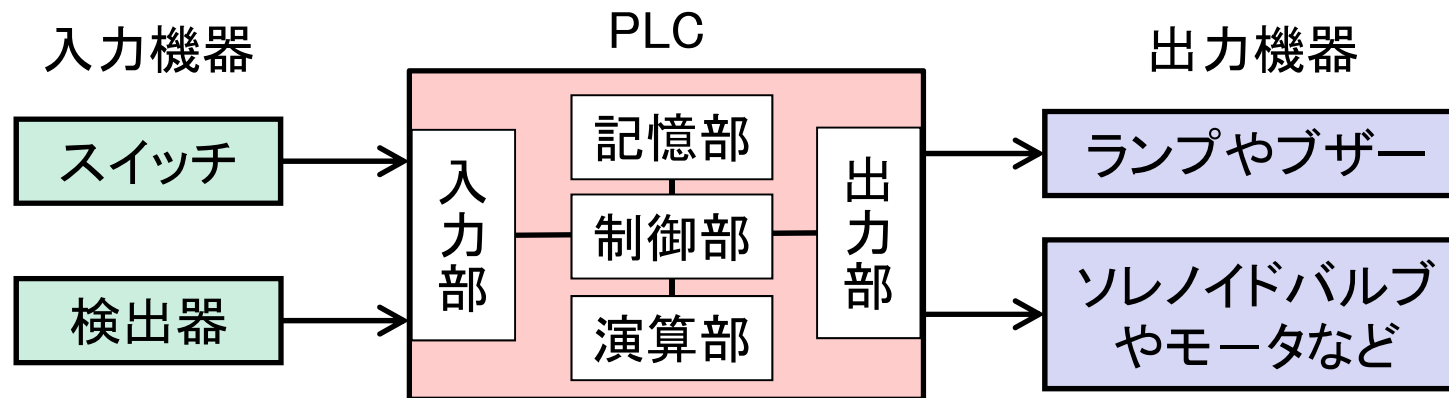 入力機器
PLC
出力機器
スイッチ
検出器
入力部
記憶部
制御部
演算部
出力部
ランプやブザー
ソレノイドバルブ
やモータなど